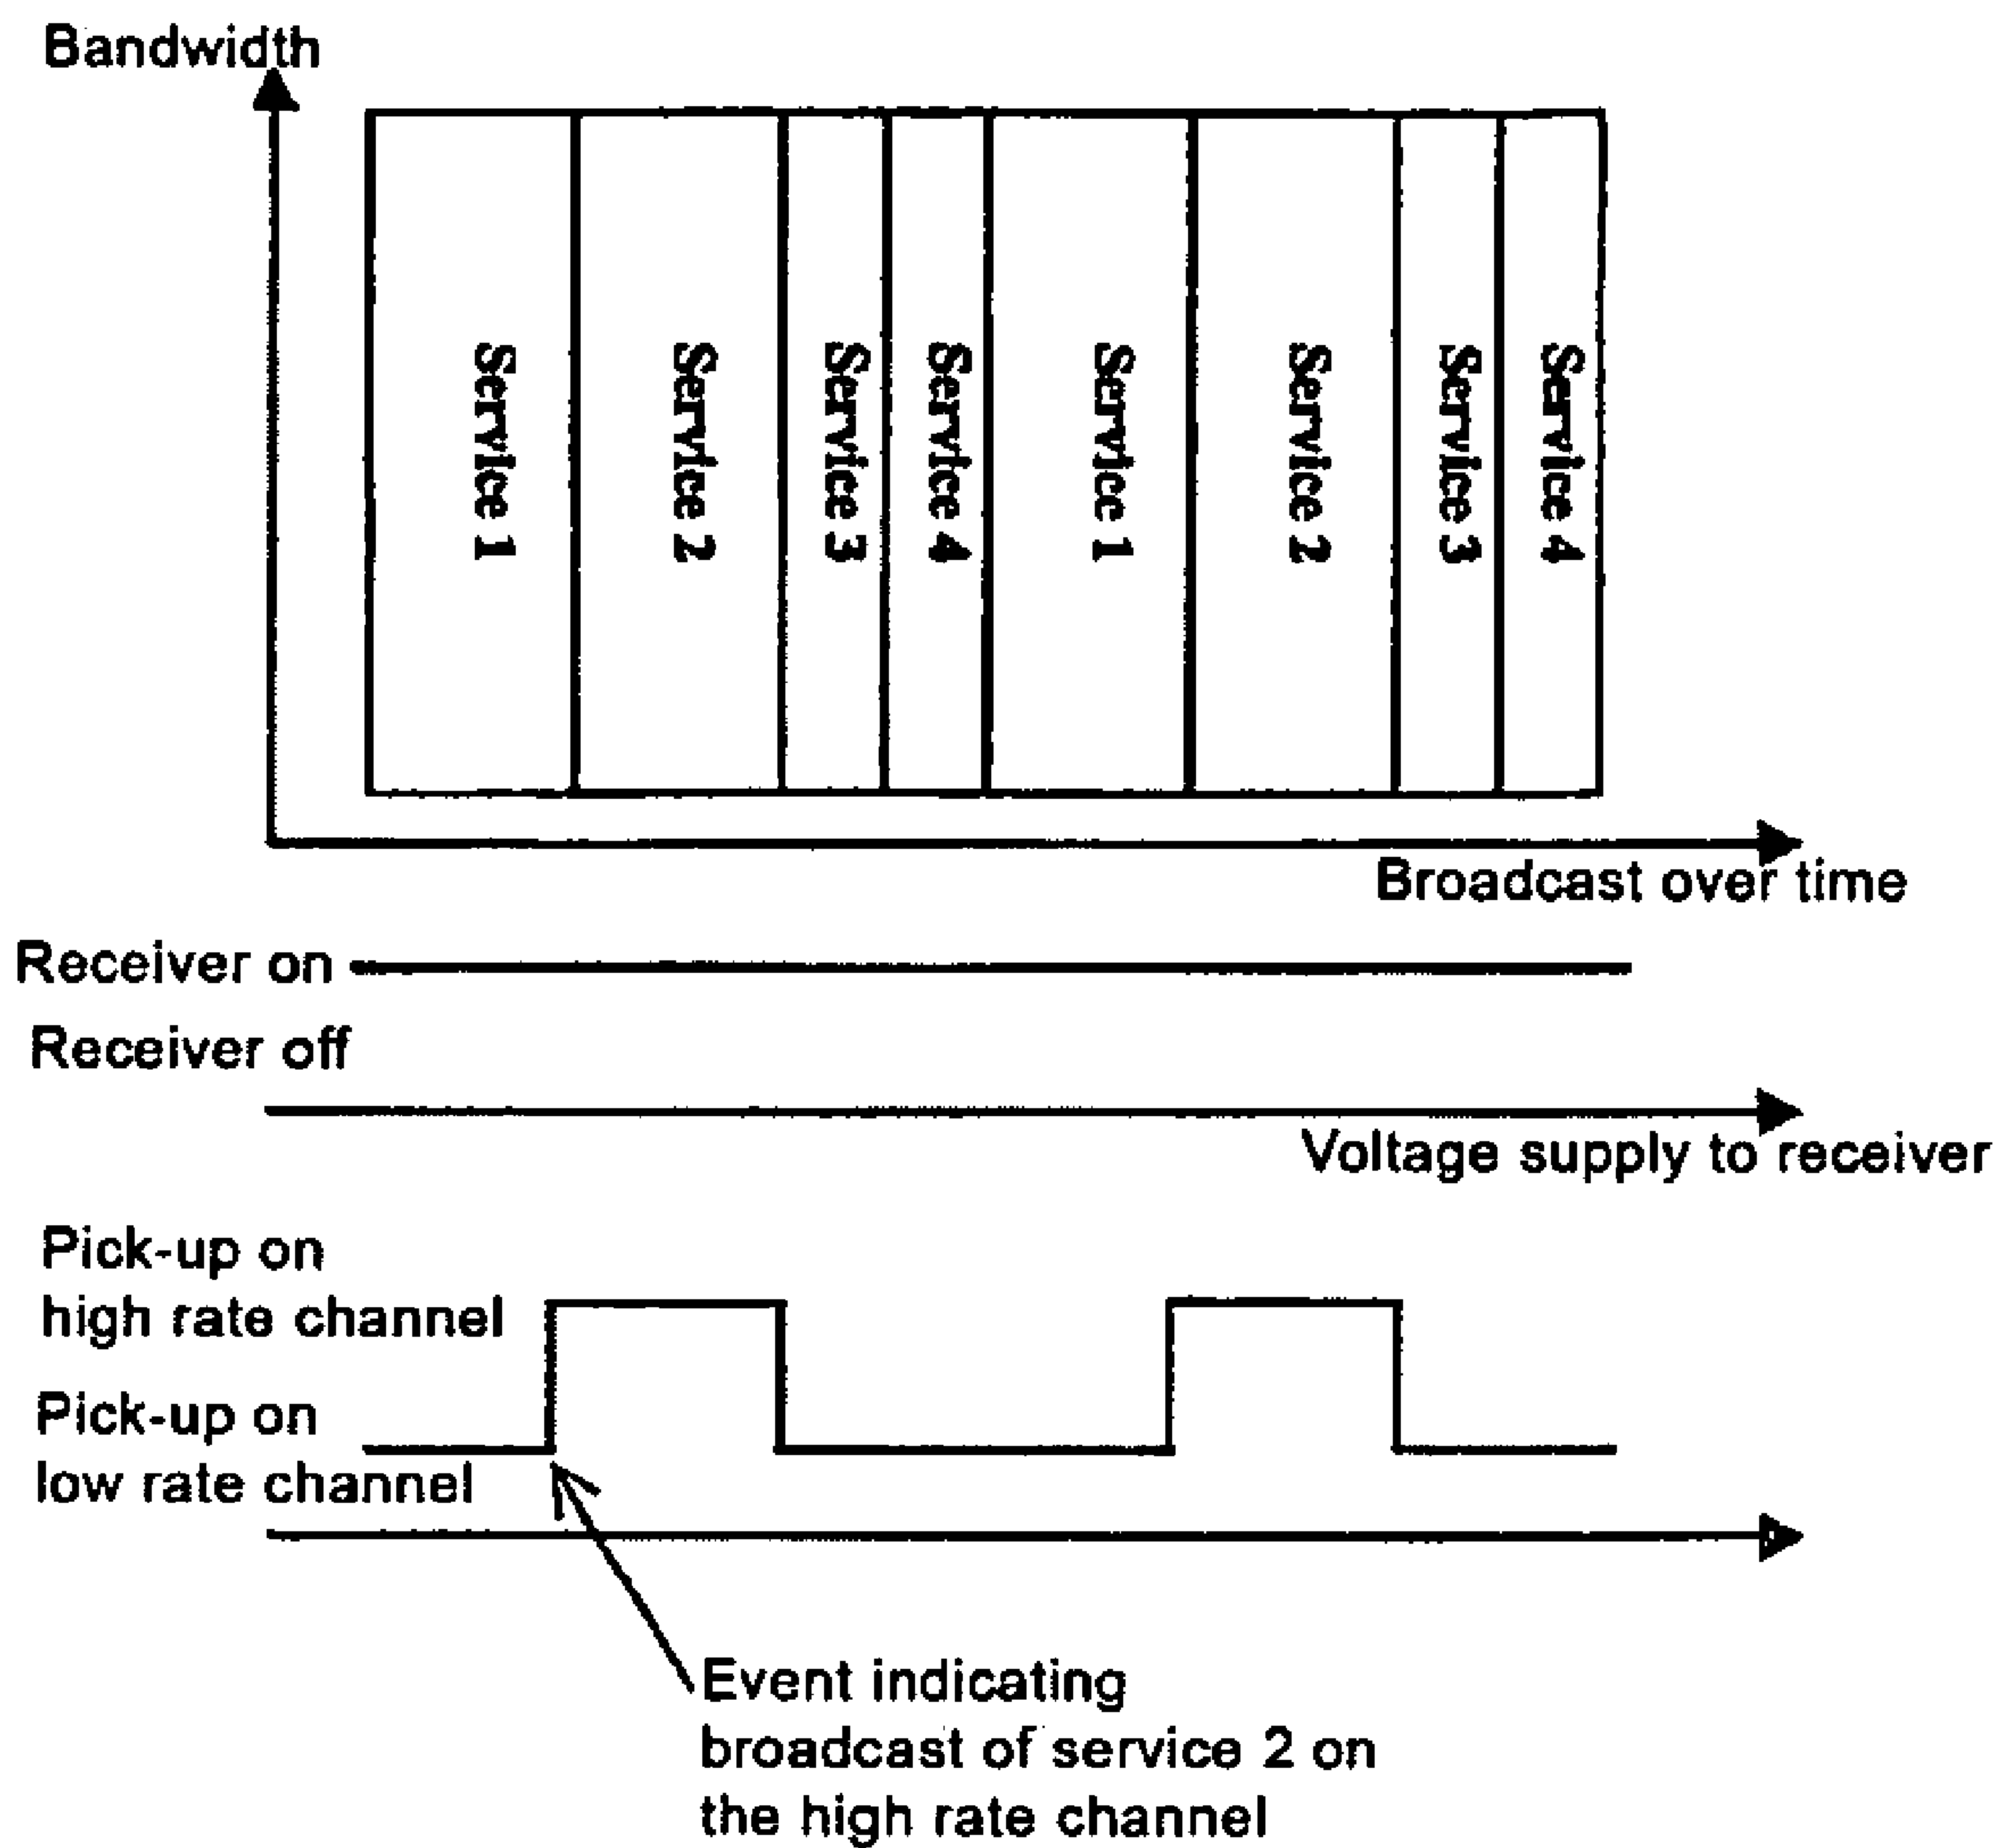 Bandwidth
Service 1
Service 2
Service 3
Service 4
Service 1
Service 2
Service 3
Service 4
Broadcast over time
Receiver on
Receiver off
Voltage supply to receiver
Pick-up on
high rate channel
Pick-up on
low rate channel
Event indicating
broadcast of service 2 on
the high rate channel